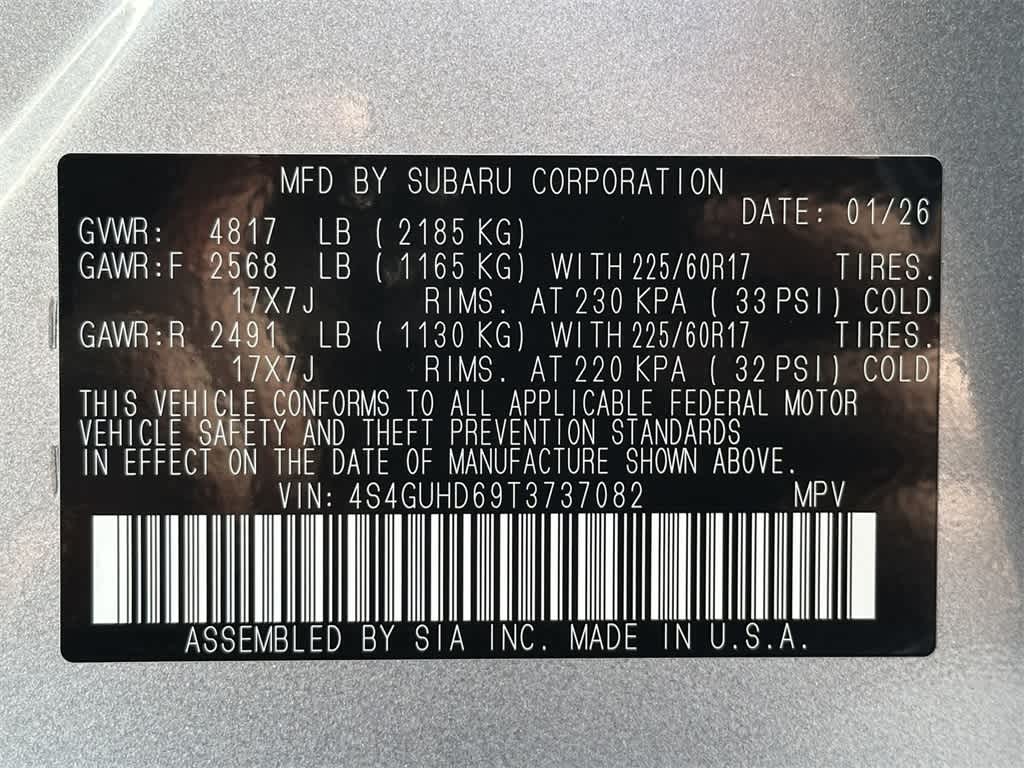 MFD BY SUBARU CORPORATION
DATE: 01/26
GVWR: 4817 LB ( 2185 KG)
GAWR:F 2568 LB ( 1165 KG) WITH 225/60R17 TIRES.
17X7J RIMS. AT 230 KPA ( 33 PSI) COLD
GAWR:R 2491 LB ( 1130 KG) WITH 225/60R17 TIRES.
17X7J RIMS. AT 220 KPA ( 32 PSI) COLD
THIS VEHICLE CONFORMS TO ALL APPLICABLE FEDERAL MOTOR
VEHICLE SAFETY AND THEFT PREVENTION STANDARDS
IN EFFECT ON THE DATE OF MANUFACTURE SHOWN ABOVE.
VIN: 4S4GUHD69T3737082 MPV
ASSEMBLED BY SIA INC. MADE IN U.S.A.